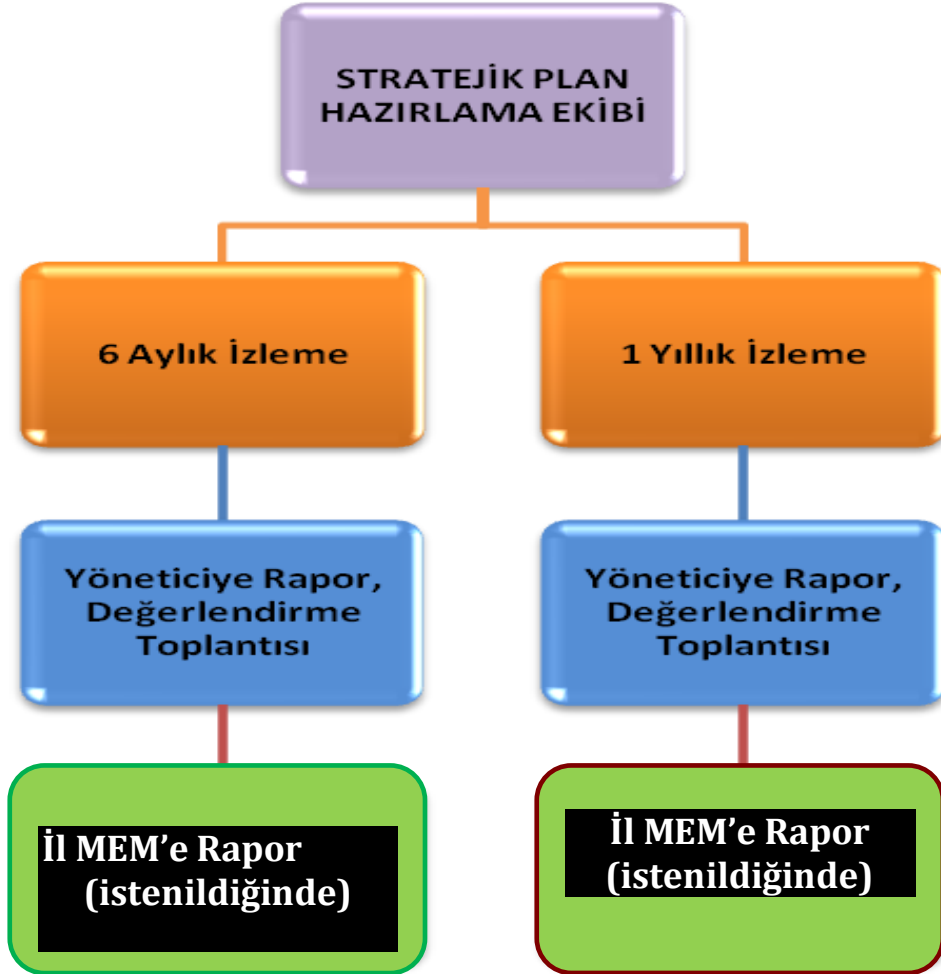 STRATEJİK PLAN
HAZIRLAMA EKİBİ
6 Aylık İzleme
1 Yıllık İzleme
Yöneticiye Rapor,
Değerlendirme
Toplantısı
Yöneticiye Rapor,
Değerlendirme
Toplantısı
İl MEM’e Rapor
(istenildiğinde)
İl MEM’e Rapor
(istenildiğinde)